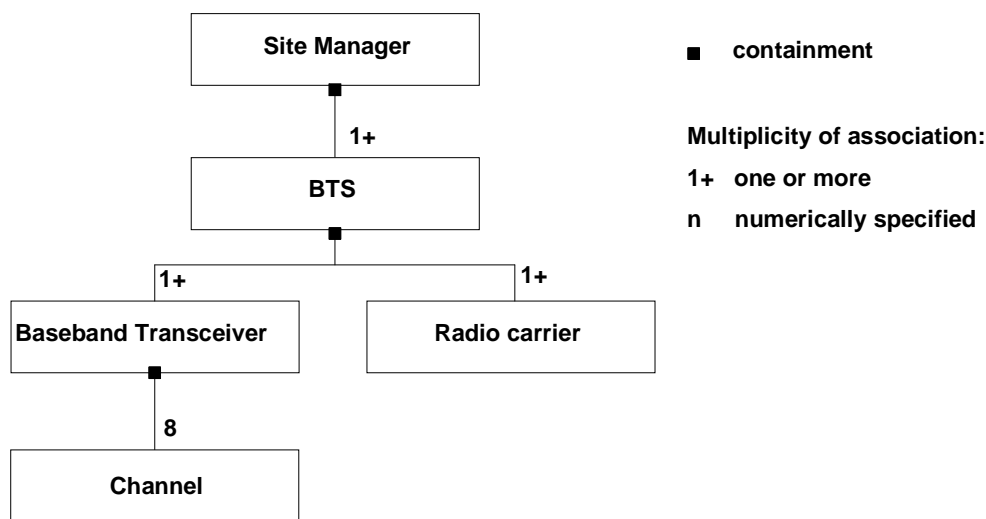 Site Manager
containment
1+
Multiplicity of association:
BTS
1+ one or more
n numerically specified
1+
1+
Baseband Transceiver
Radio carrier
8
Channel